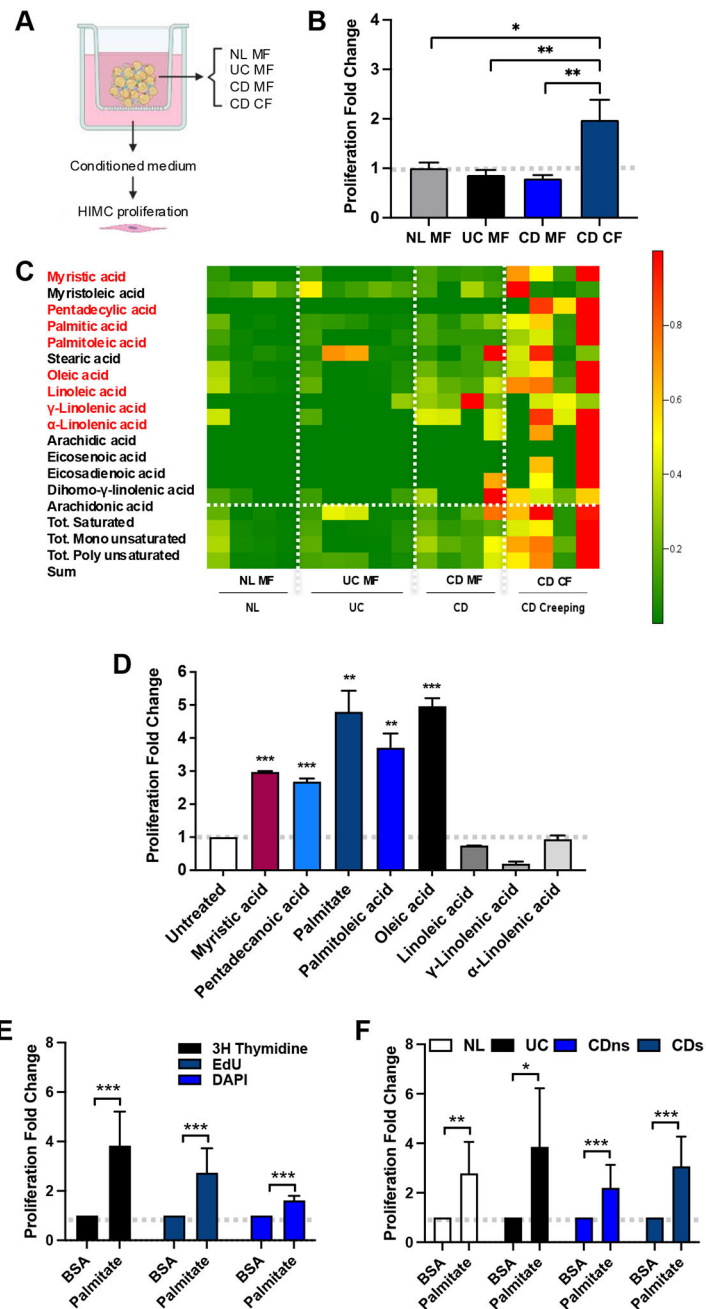 A
NL MF
UC MF
CD MF
CD CF
Conditioned medium
HIMC proliferation
B
Proliferation Fold Change
4
3
2
1
0
*
**
**
NL MF UC MF CD MF CD CF
C
Myristic acid
Myristoleic acid
Pentadecylic acid
Palmitic acid
Palmitoleic acid
Stearic acid
Oleic acid
Linoleic acid
γ-Linolenic acid
α-Linolenic acid
Arachidic acid
Eicosenoic acid
Eicosadienoic acid
Dihomo-γ-linolenic acid
Arachidonic acid
Tot. Saturated
Tot. Mono unsaturated
Tot. Poly unsaturated
Sum
NL MF UC MF CD MF CD CF
NL UC CD CD Creeping
0.8
0.6
0.4
0.2
D
Proliferation Fold Change
6
5
4
3
2
1
0
*** *** ** ** ***
Untreated
Myristic acid
Pentadecanoic acid
Palmitate
Palmitoleic acid
Oleic acid
Linoleic acid
γ-Linolenic acid
α-Linolenic acid
E
Proliferation Fold Change
8
6
4
2
0
3H Thymidine
EdU
DAPI
*** *** ***
BSA Palmitate BSA Palmitate BSA Palmitate
F
Proliferation Fold Change
8
6
4
2
0
NL UC CDns CDs
** * *** ***
BSA Palmitate BSA Palmitate BSA Palmitate BSA Palmitate